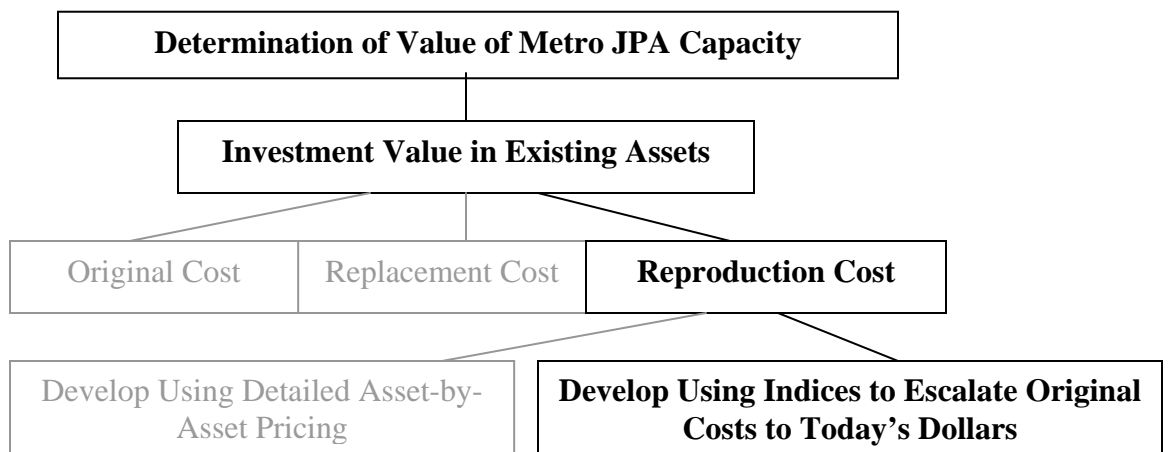 Determination of Value of Metro JPA Capacity
Investment Value in Existing Assets
Original Cost
Replacement Cost
Reproduction Cost
Develop Using Detailed Asset-by-
Asset Pricing
Develop Using Indices to Escalate Original
Costs to Today's Dollars